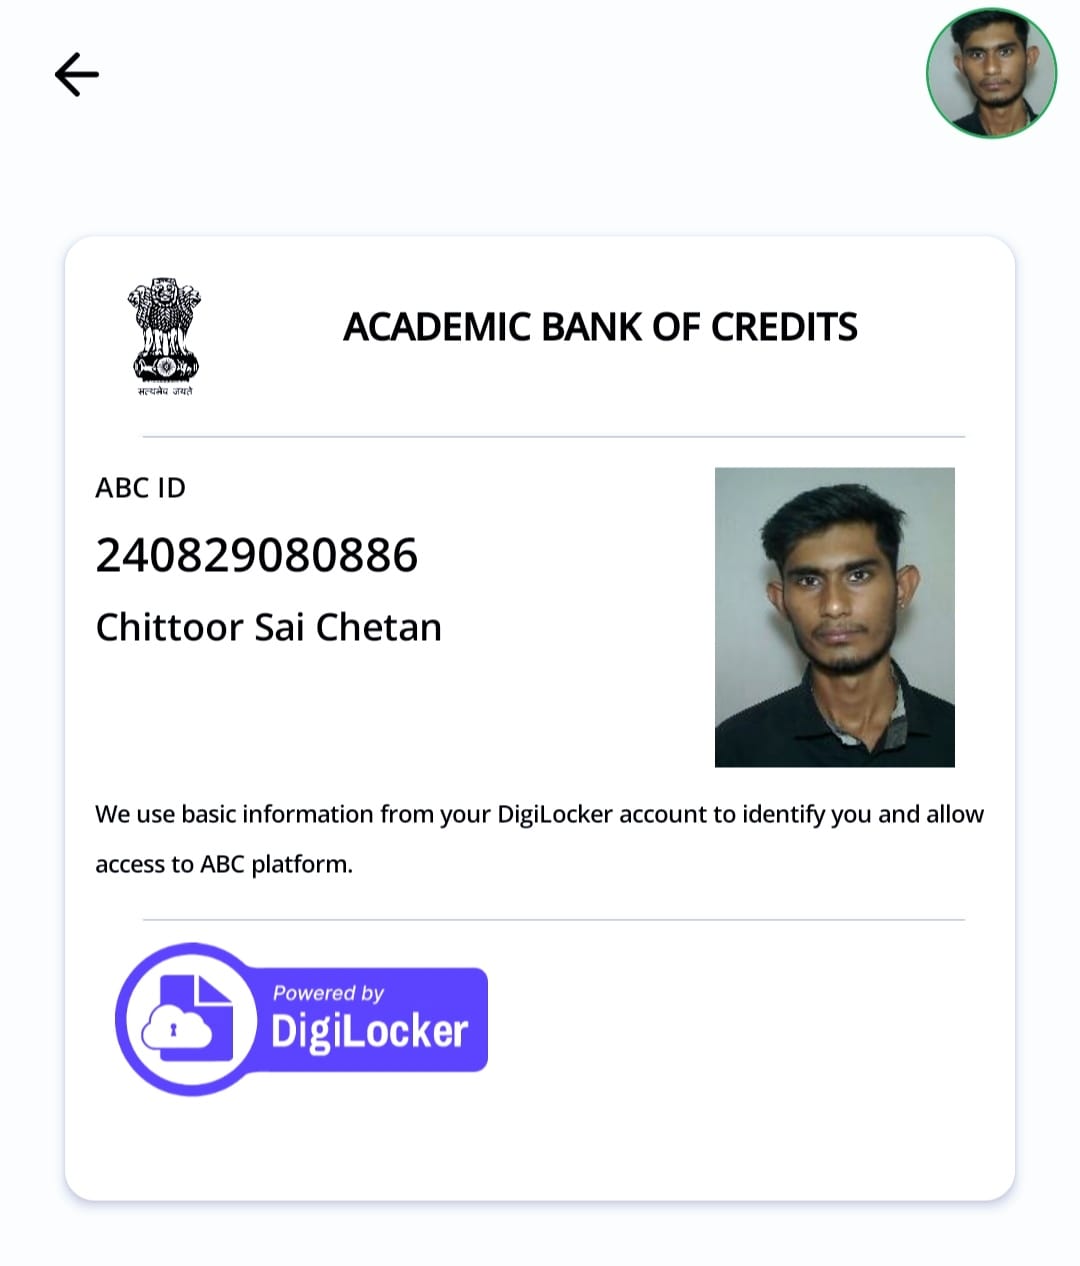 सत्यमेव जयते
ACADEMIC BANK OF CREDITS
ABC ID
240829080886
Chittoor Sai Chetan
We use basic information from your DigiLocker account to identify you and allow
access to ABC platform.
Powered by
DigiLocker